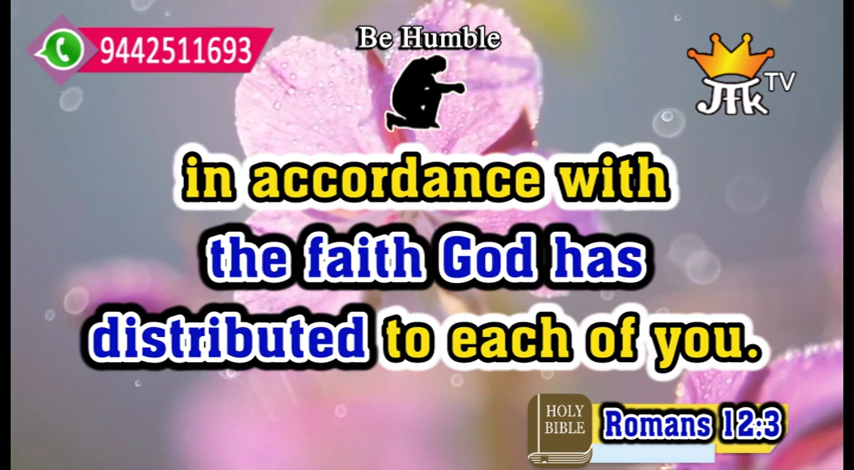 9442511693
Be Humble
JTk TV
in accordance with
the faith God has
distributed to each of you.
HOLY
BIBLE
Romans 12:3